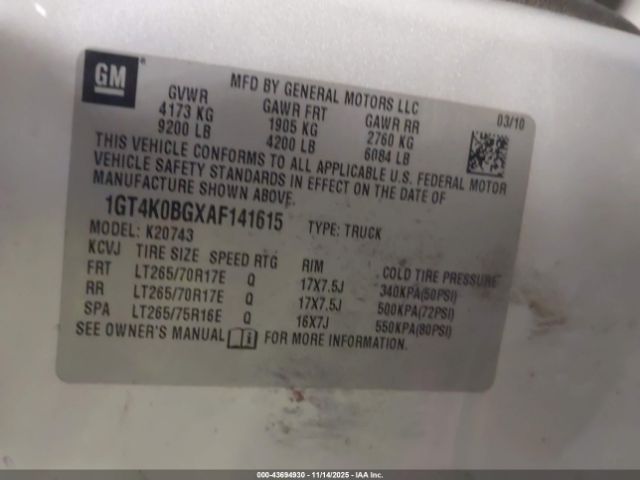 GM
MFD BY GENERAL MOTORS LLC
GVWR GAWR FRT GAWR RR 03/10
4173 KG 1905 KG 2760 KG
9200 LB 4200 LB 6084 LB
THIS VEHICLE CONFORMS TO ALL APPLICABLE U.S. FEDERAL MOTOR
VEHICLE SAFETY STANDARDS IN EFFECT ON THE DATE OF
MANUFACTURE SHOWN ABOVE.
1GT4K0BGXAF141615 TYPE: TRUCK
MODEL: K20743
KCVJ TIRE SIZE SPEED RTG RIM COLD TIRE PRESSURE
FRT LT265/70R17E Q 17X7.5J 340KPA(50PSI)
RR LT265/70R17E Q 17X7.5J 500KPA(72PSI)
SPA LT265/75R16E Q 16X7J 550KPA(80PSI)
SEE OWNER'S MANUAL FOR MORE INFORMATION.
000-43694930 - 11/14/2025 - IAA Inc.